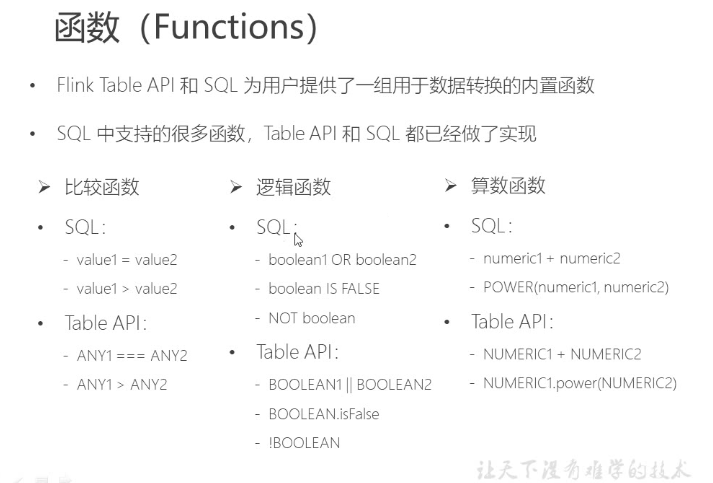 函数（Functions）
• Flink Table API 和 SQL 为用户提供了一组用于数据转换的内置函数
• SQL 中支持的很多函数，Table API 和 SQL 都已经做了实现
➢ 比较函数
• SQL：
- value1 = value2
- value1 > value2
• Table API：
- ANY1 === ANY2
- ANY1 > ANY2
➢ 逻辑函数
• SQL：
- boolean1 OR boolean2
- boolean IS FALSE
- NOT boolean
• Table API：
- BOOLEAN1 || BOOLEAN2
- BOOLEAN.isFalse
- !BOOLEAN
➢ 算数函数
• SQL：
- numeric1 + numeric2
- POWER(numeric1, numeric2)
• Table API：
- NUMERIC1 + NUMERIC2
- NUMERIC1.power(NUMERIC2)
让天下没有难学的技术